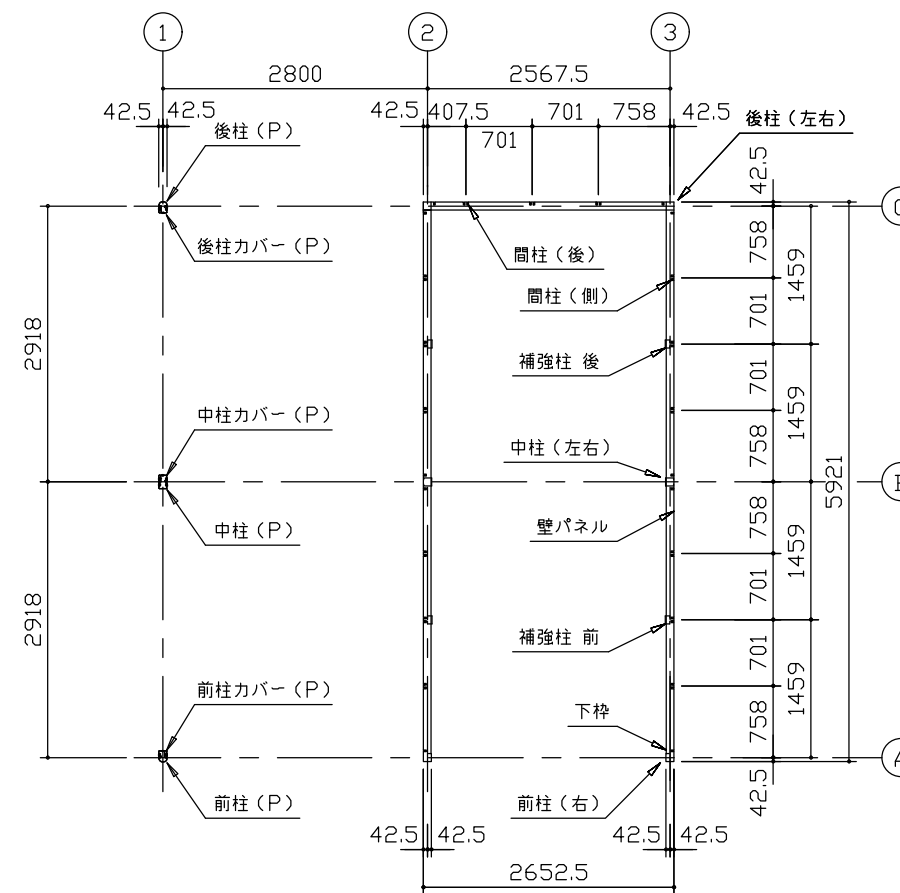 1
2
3
2800
2567.5
42.5
42.5
42.5
407.5
701
701
758
42.5
後柱（P）
後柱（左右）
後柱カバー（P）
間柱（後）
間柱（側）
補強柱 後
中柱カバー（P）
中柱（左右）
中柱（P）
壁パネル
補強柱 前
前柱カバー（P）
下枠
前柱（P）
前柱（右）
2918
2918
42.5
758
701
701
758
758
701
701
758
42.5
1459
1459
1459
1459
5921
A
42.5
42.5
42.5
42.5
2652.5